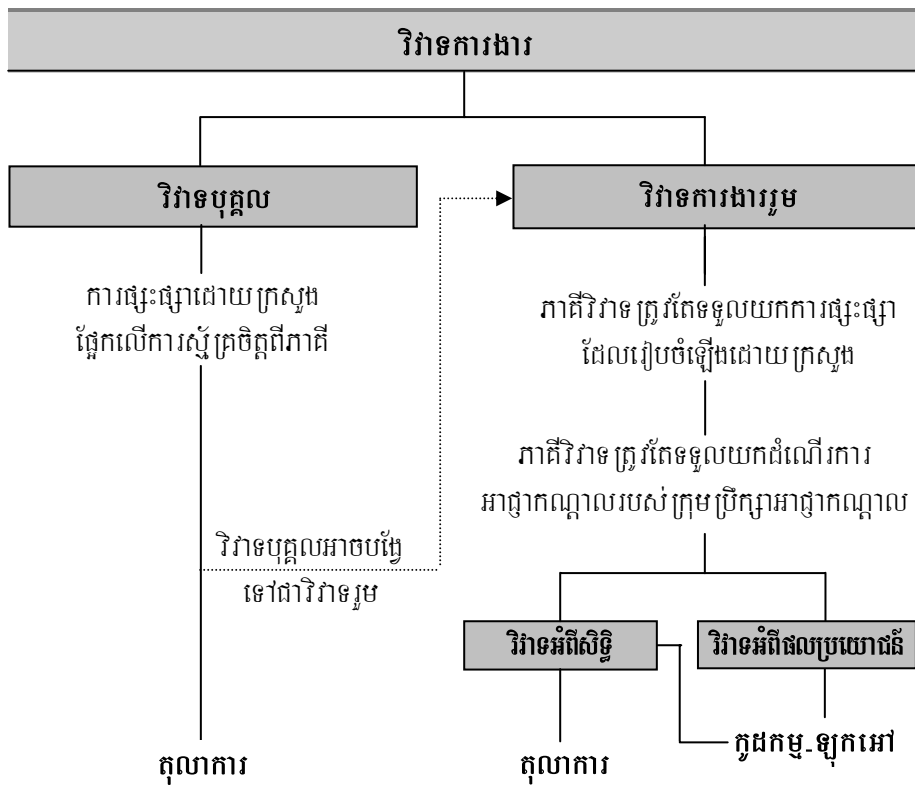 វិវាទការងារ
វិវាទបុគ្គល
វិវាទការងាររួម
ការផ្សះផ្សាដោយក្រសួង
ផ្អែកលើការស្ម័គ្រចិត្តពីភាគី
ភាគីវិវាទត្រូវតែទទួលយកការផ្សះផ្សា
ដែលរៀបចំឡើងដោយក្រសួង
ភាគីវិវាទត្រូវតែទទួលយកដំណើរការ
អាជ្ញាកណ្តាលរបស់ក្រុមប្រឹក្សាអាជ្ញាកណ្តាល
វិវាទបុគ្គលអាចបង្វែ
ទៅជាវិវាទរួម
វិវាទអំពីសិទ្ធិ
វិវាទអំពីផលប្រយោជន៍
តុលាការ
តុលាការ
កូដកម្ម-ឡុកអៅ